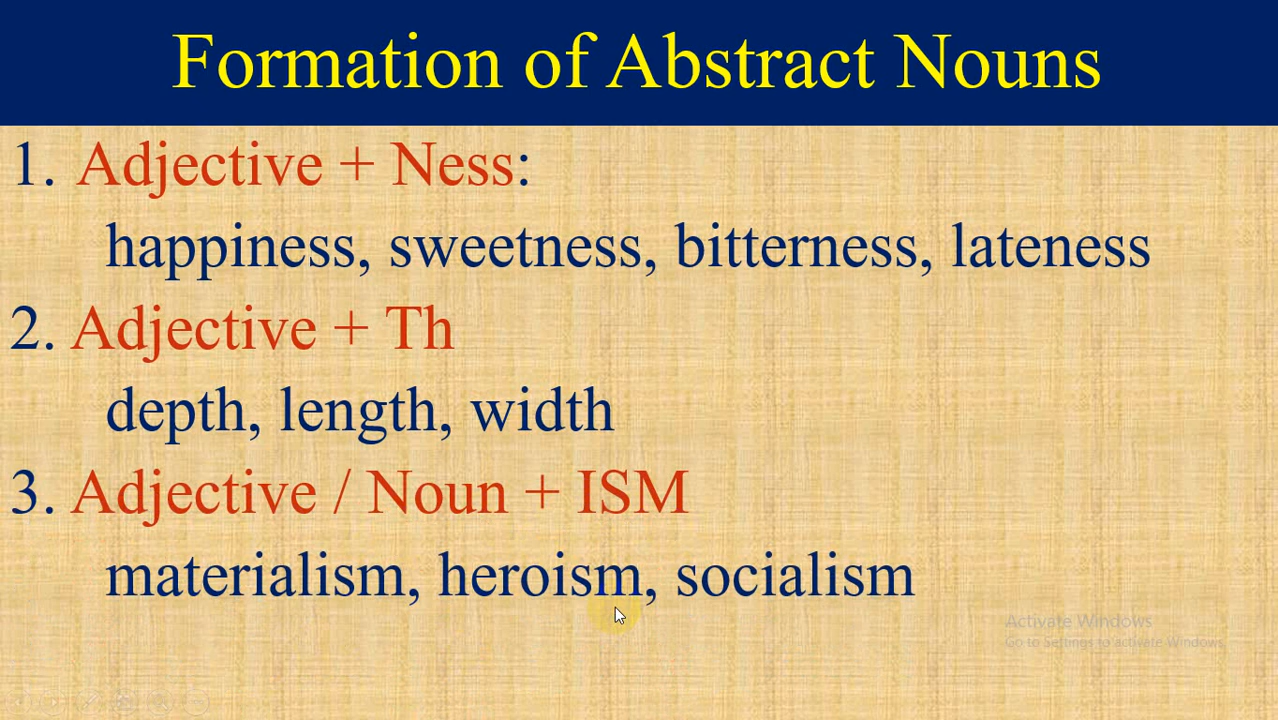 Formation of Abstract Nouns
1. Adjective + Ness:
happiness, sweetness, bitterness, lateness
2. Adjective + Th
depth, length, width
3. Adjective / Noun + ISM
materialism, heroism, socialism
Activate Windows
Go to Settings to activate Windows.